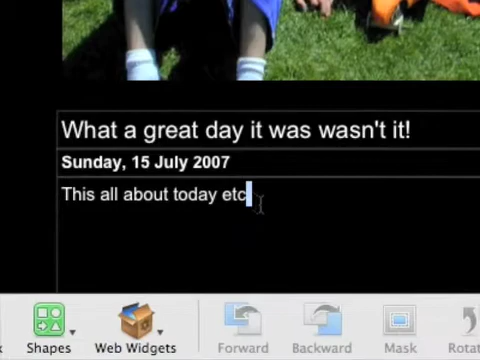 What a great day it was wasn't it!
Sunday, 15 July 2007
This all about today etc
Shapes
Web Widgets
Forward
Backward
Mask